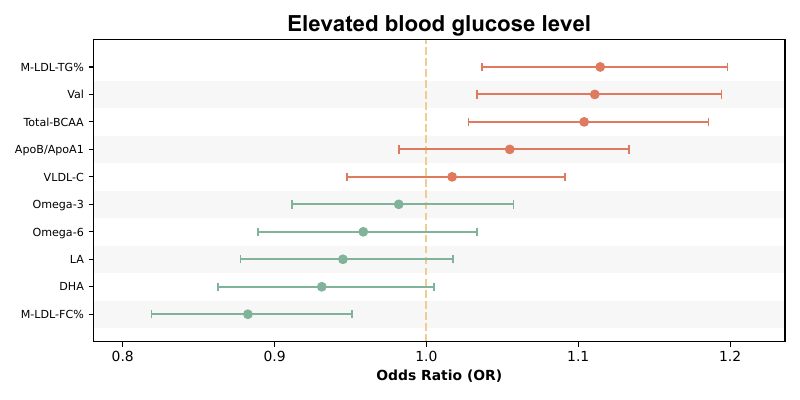 Elevated blood glucose level
M-LDL-TG%
Val
Total-BCAA
ApoB/ApoA1
VLDL-C
Omega-3
Omega-6
LA
DHA
M-LDL-FC%
0.8 0.9 1.0 1.1 1.2
Odds Ratio (OR)